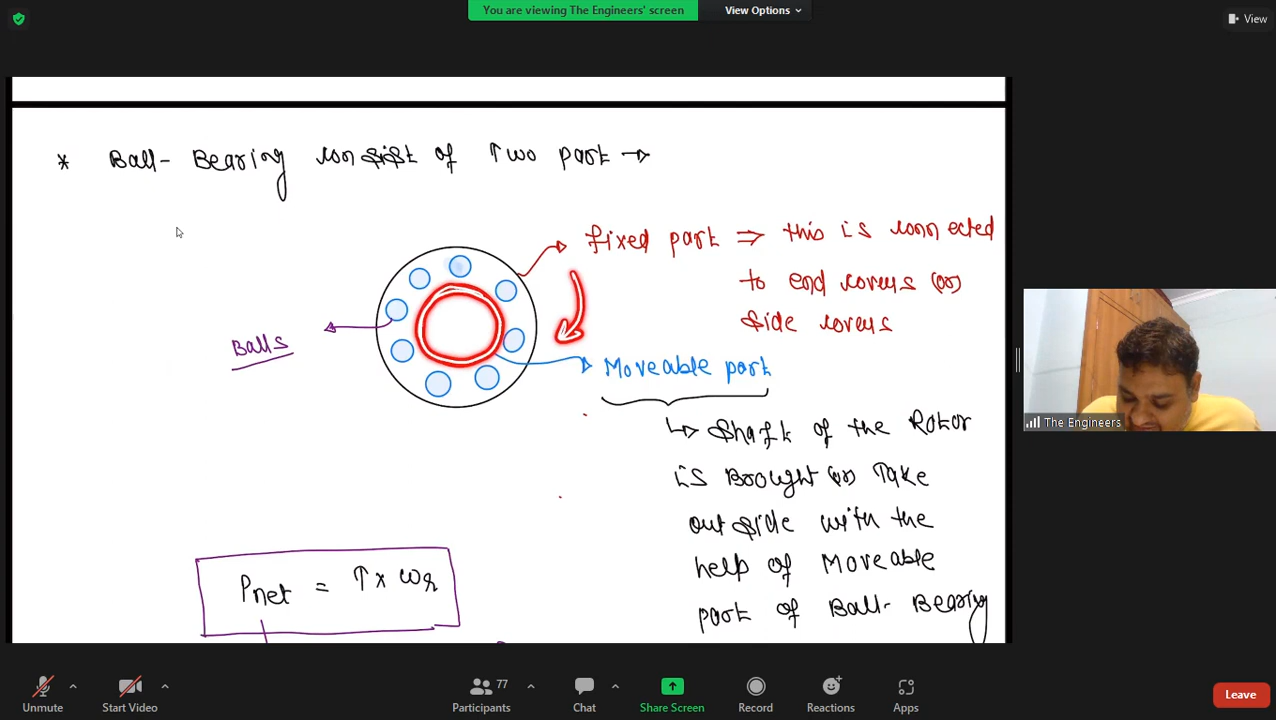 You are viewing The Engineers' screen
View Options
View
* Ball-Bearing consist of Two part →
fixed part ⇒ this is connected
to end covers (or)
side covers
Balls
Moveable part
↳ Shaft of the Rotor
is Brought (or) Take
out side with the
help of Moveable
part of Ball-Bearing
Pnet = T x ωr
The Engineers
Unmute
Start Video
77
Participants
Chat
Share Screen
Record
Reactions
Apps
Leave